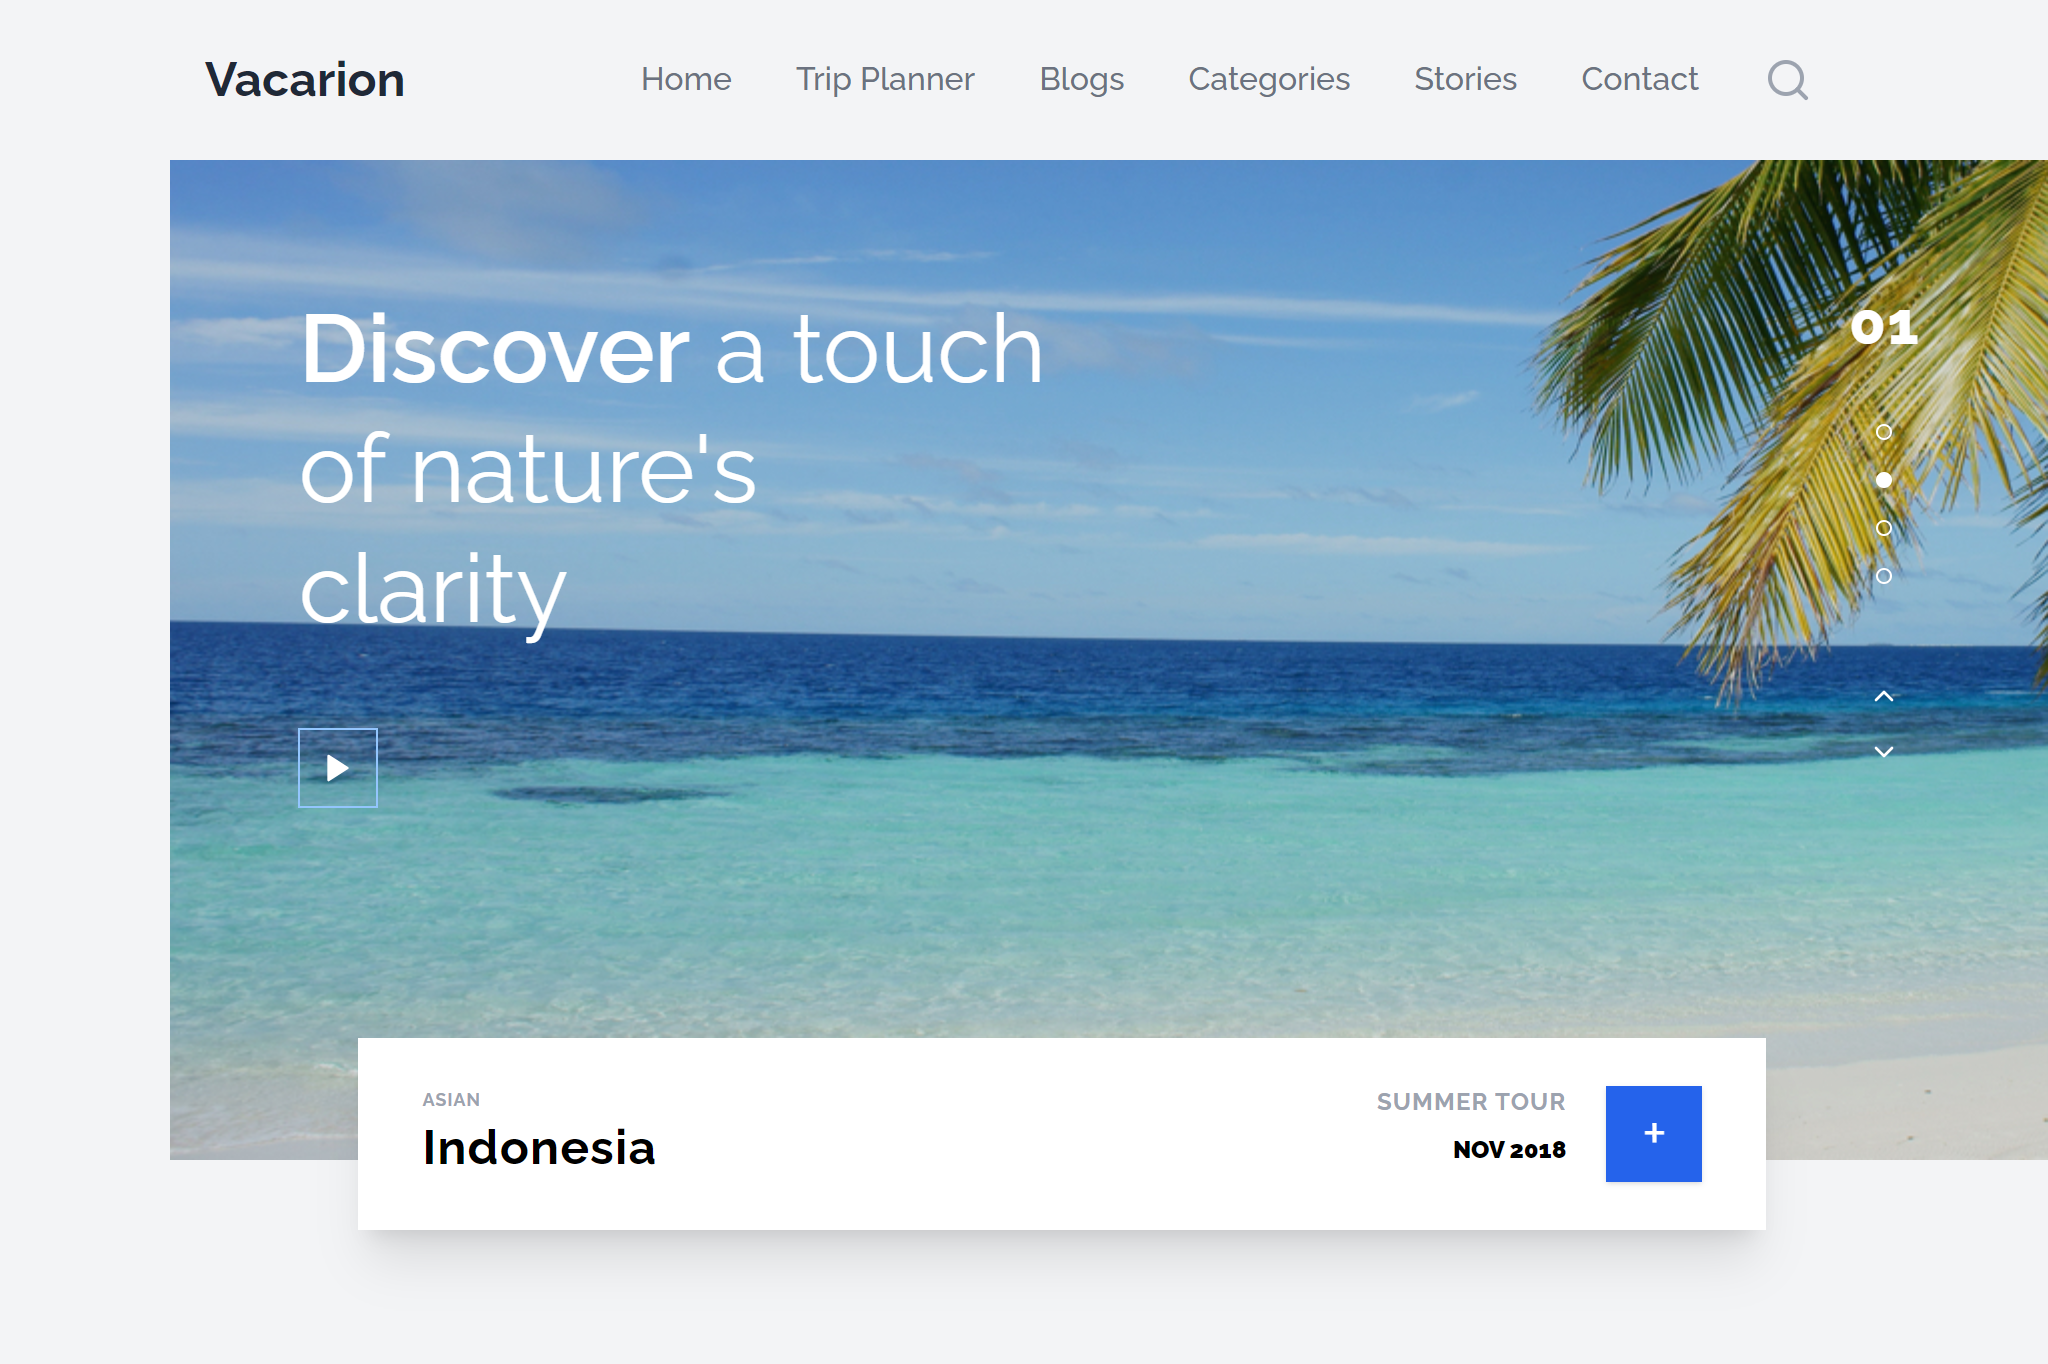 Vacarion
Home Trip Planner Blogs Categories Stories Contact
Discover a touch
of nature's
clarity
01
ASIAN
Indonesia
SUMMER TOUR
NOV 2018